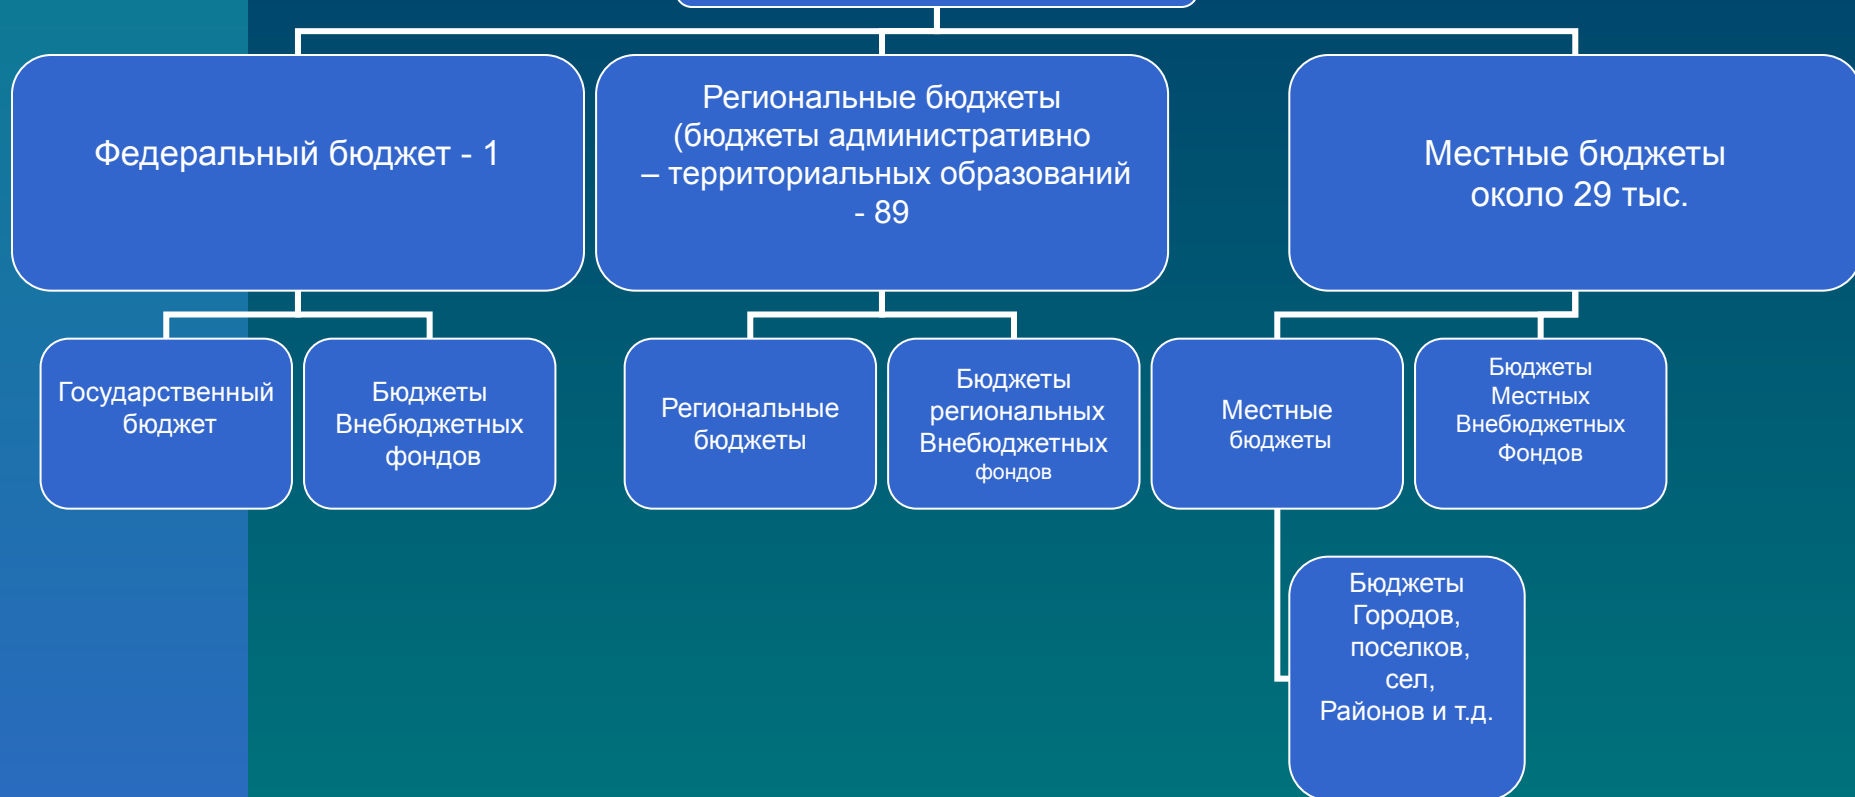 Федеральный бюджет - 1
Региональные бюджеты
(бюджеты административно
– территориальных образований
- 89
Местные бюджеты
около 29 тыс.
Государственный
бюджет
Бюджеты
Внебюджетных
фондов
Региональные
бюджеты
Бюджеты
региональных
Внебюджетных
фондов
Местные
бюджеты
Бюджеты
Местных
Внебюджетных
Фондов
Бюджеты
Городов,
поселков,
сел,
Районов и т.д.